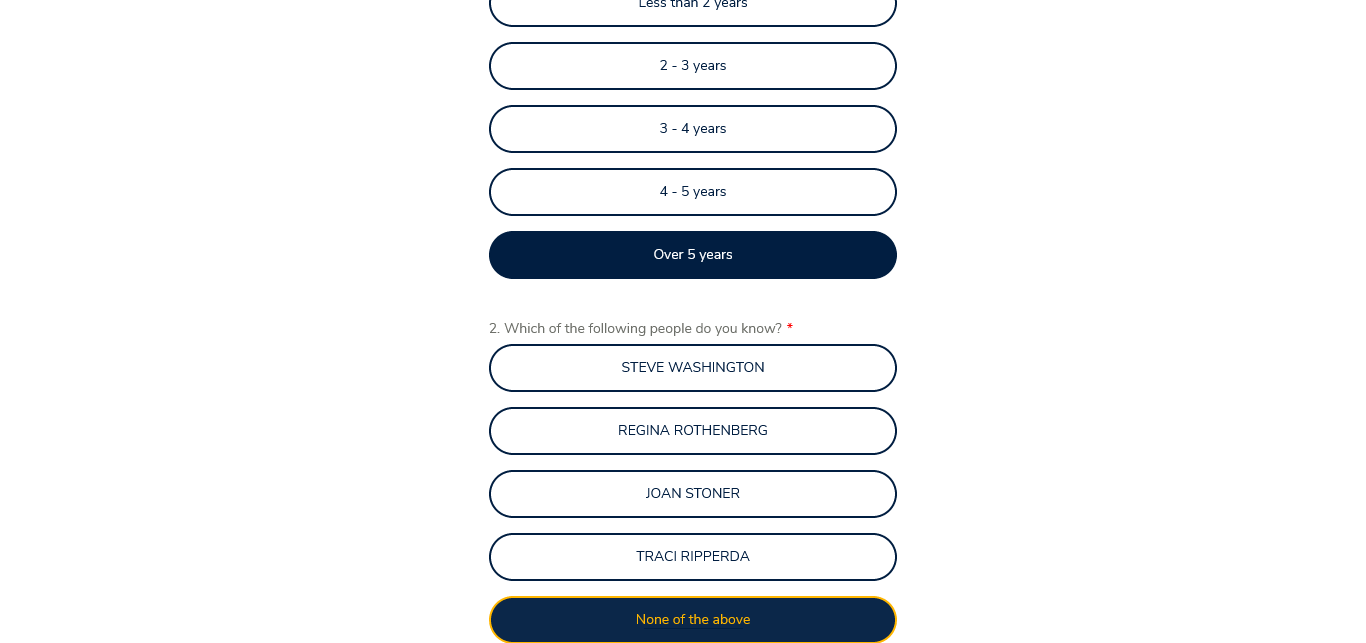 Less than 2 years
2 - 3 years
3 - 4 years
4 - 5 years
Over 5 years
2. Which of the following people do you know? *
STEVE WASHINGTON
REGINA ROTHENBERG
JOAN STONER
TRACI RIPPERDA
None of the above